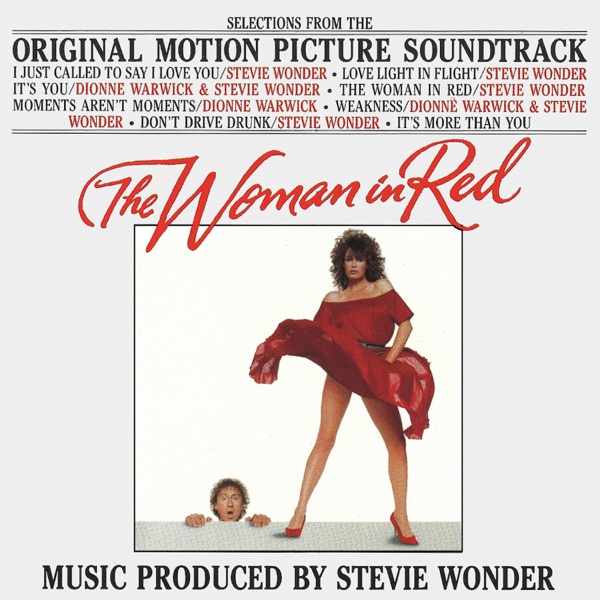 SELECTIONS FROM THE
ORIGINAL MOTION PICTURE SOUNDTRACK
I JUST CALLED TO SAY I LOVE YOU/STEVIE WONDER • LOVE LIGHT IN FLIGHT/STEVIE WONDER
IT'S YOU/DIONNE WARWICK & STEVIE WONDER • THE WOMAN IN RED/STEVIE WONDER
MOMENTS AREN'T MOMENTS/DIONNE WARWICK • WEAKNESS/DIONNE WARWICK & STEVIE
WONDER • DON'T DRIVE DRUNK/STEVIE WONDER • IT'S MORE THAN YOU
The Woman in Red
MUSIC PRODUCED BY STEVIE WONDER